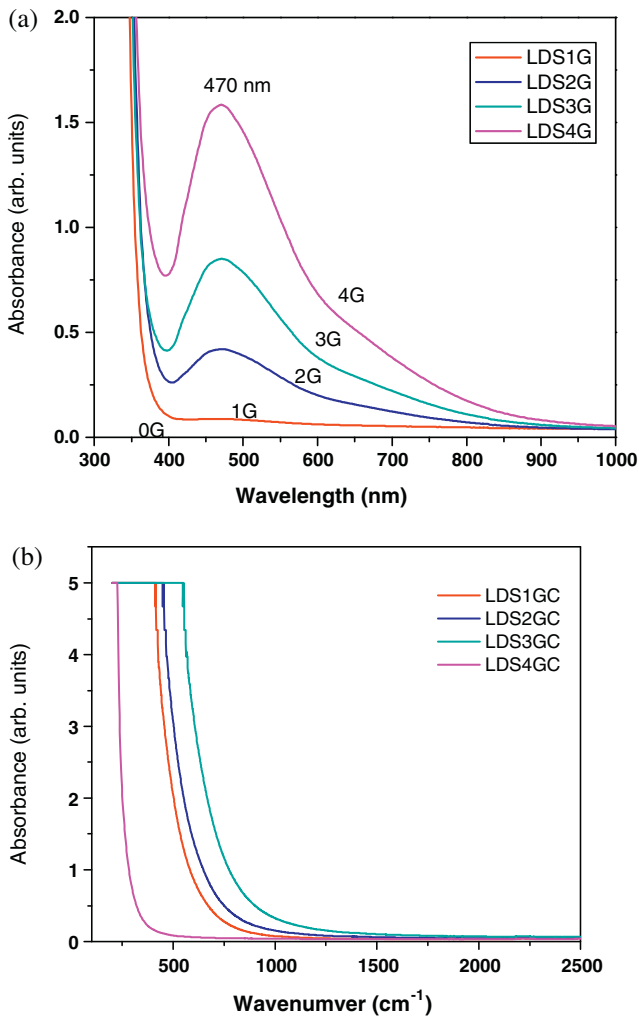 (a)
2.0
1.5
1.0
0.5
0.0
Absorbance (arb. units)
470 nm
LDS1G
LDS2G
LDS3G
LDS4G
4G
3G
2G
1G
0G
300 400 500 600 700 800 900 1000
Wavelength (nm)
(b)
5
4
3
2
1
0
Absorbance (arb. units)
LDS1GC
LDS2GC
LDS3GC
LDS4GC
500 1000 1500 2000 2500
Wavenumver (cm⁻¹)